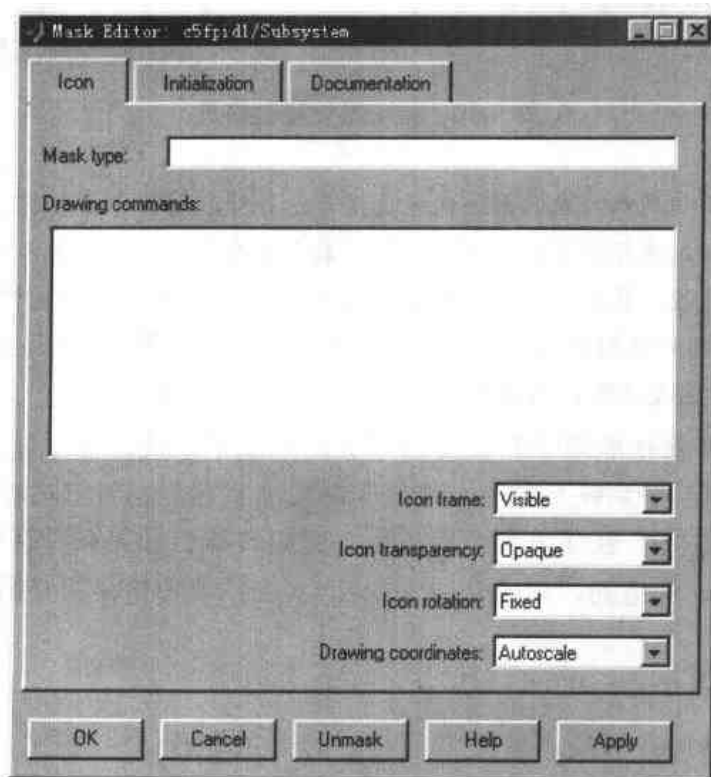 Mask Editor: c5fpid1/Subsystem
Icon Initialization Documentation
Mask type:
Drawing commands:
Icon frame: Visible
Icon transparency: Opaque
Icon rotation: Fixed
Drawing coordinates: Autoscale
OK Cancel Unmask Help Apply